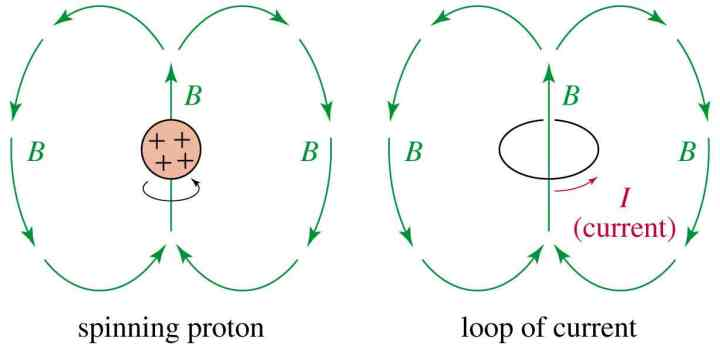 B
B
B
+ +
+ +
spinning proton
B
B
B
I
(current)
loop of current